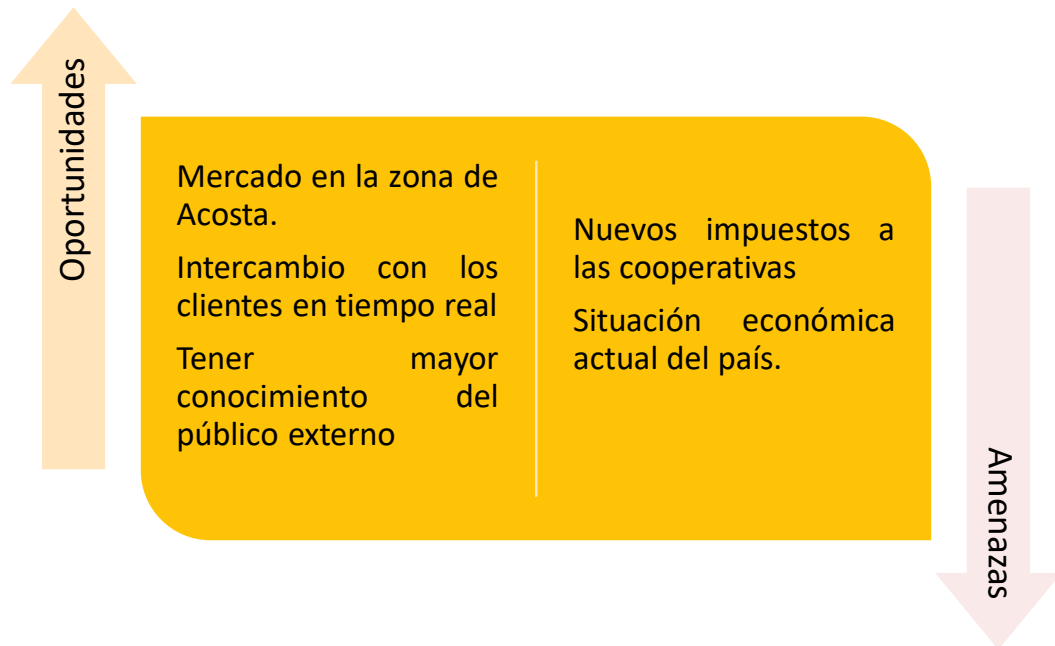 Oportunidades
Mercado en la zona de
Acosta.
Intercambio con los
clientes en tiempo real
Tener mayor
conocimiento del
público externo
Nuevos impuestos a
las cooperativas
Situación económica
actual del país.
Amenazas